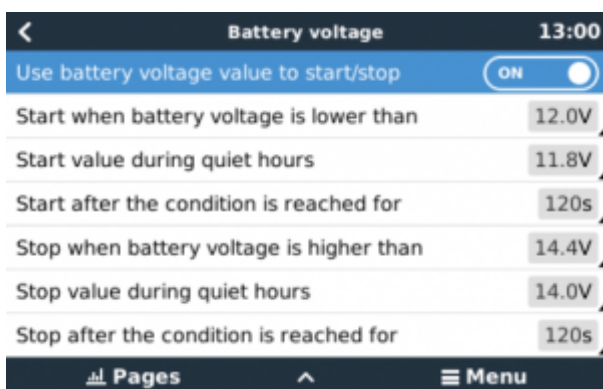 Battery voltage 13:00
Use battery voltage value to start/stop ON
Start when battery voltage is lower than 12.0V
Start value during quiet hours 11.8V
Start after the condition is reached for 120s
Stop when battery voltage is higher than 14.4V
Stop value during quiet hours 14.0V
Stop after the condition is reached for 120s
Pages Menu